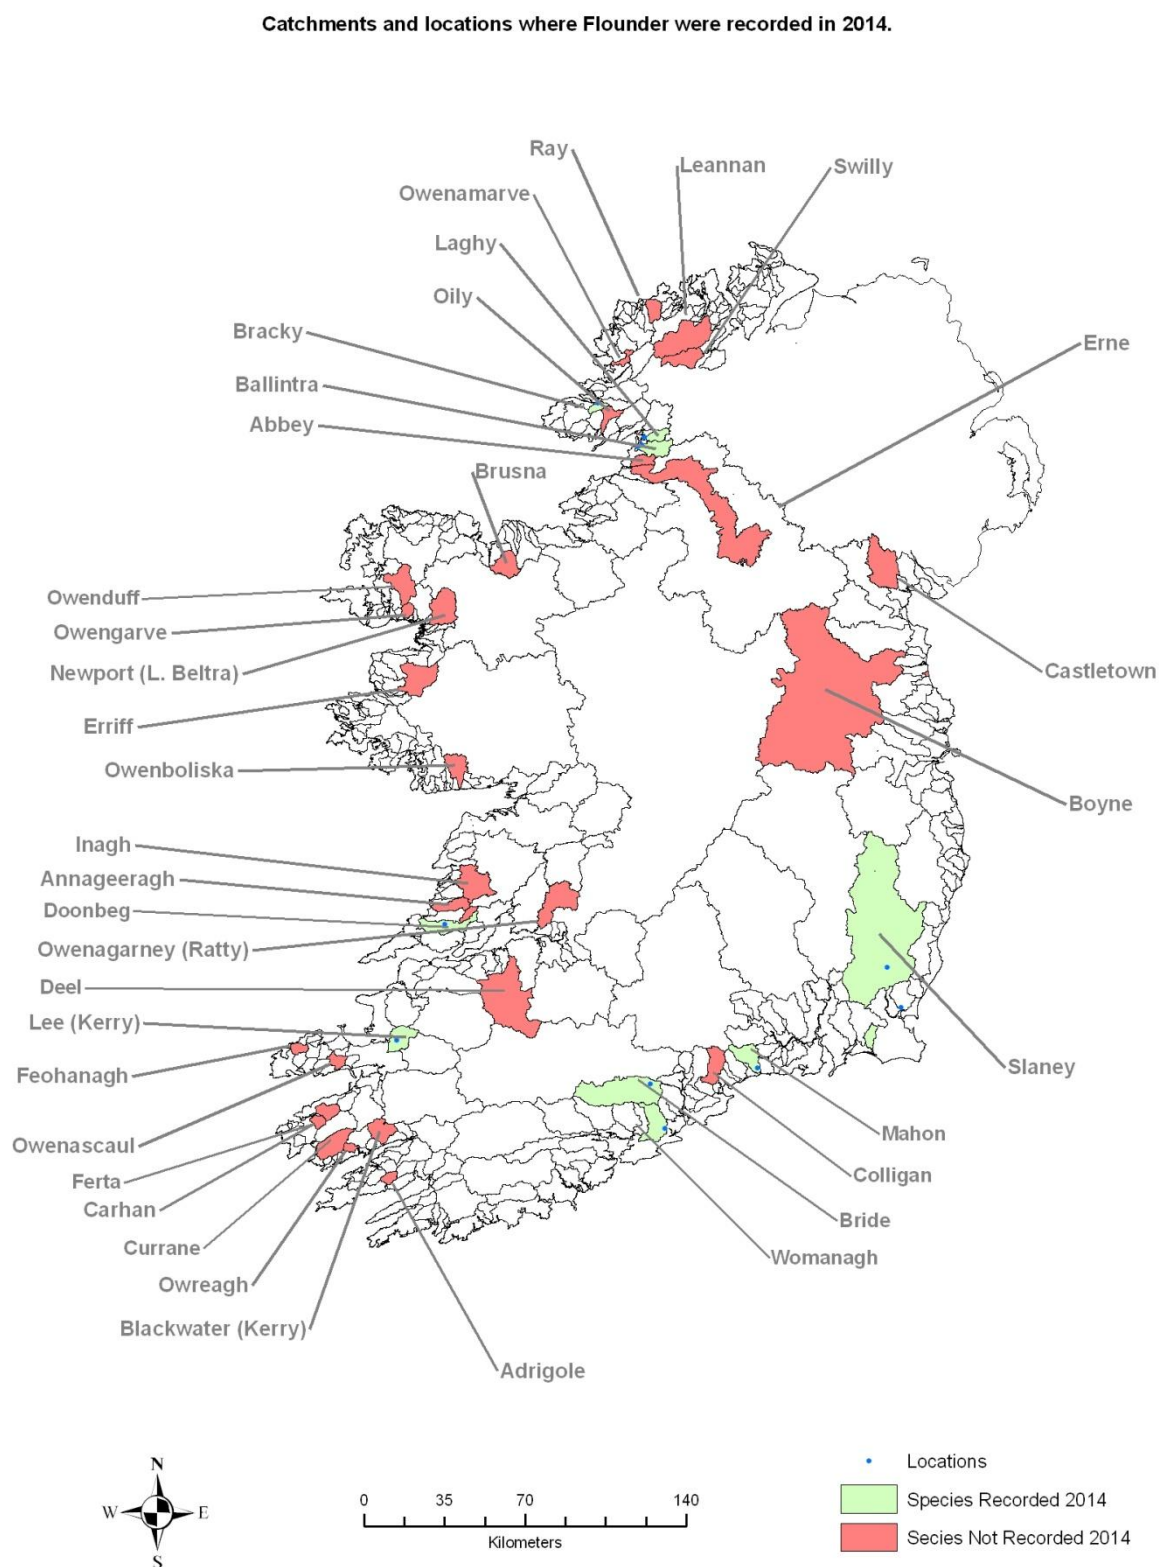 Catchments and locations where Flounder were recorded in 2014.
Ray
Leannan
Swilly
Owenamarve
Laghy
Oily
Bracky
Erne
Ballintra
Abbey
Brusna
Owenduff
Owengarve
Newport (L. Beltra)
Castletown
Erriff
Owenboliska
Boyne
Inagh
Annageeragh
Doonbeg
Owenagarney (Ratty)
Deel
Lee (Kerry)
Feohanagh
Slaney
Mahon
Owenascaul
Colligan
Ferta
Carhan
Bride
Currane
Womanagh
Owreagh
Blackwater (Kerry)
Adrigole
N
W
E
S
0
35
70
140
Kilometers
Locations
Species Recorded 2014
Secies Not Recorded 2014